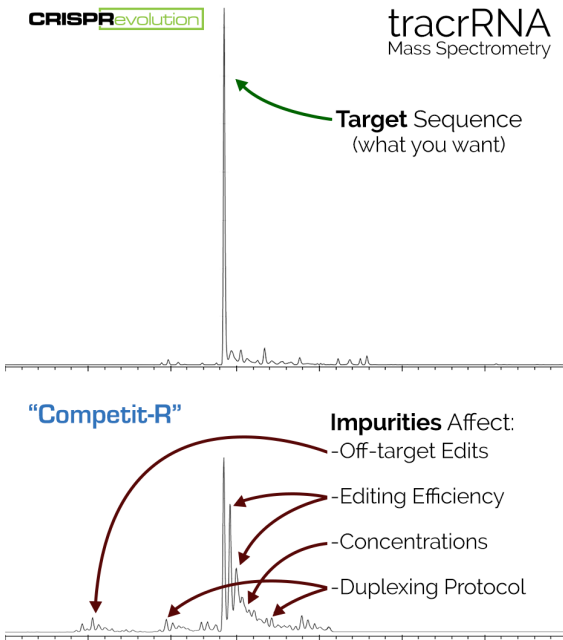 CRISPRevolution
tracrRNA
Mass Spectrometry
Target Sequence
(what you want)
“Competit-R”
Impurities Affect:
-Off-target Edits
-Editing Efficiency
-Concentrations
-Duplexing Protocol